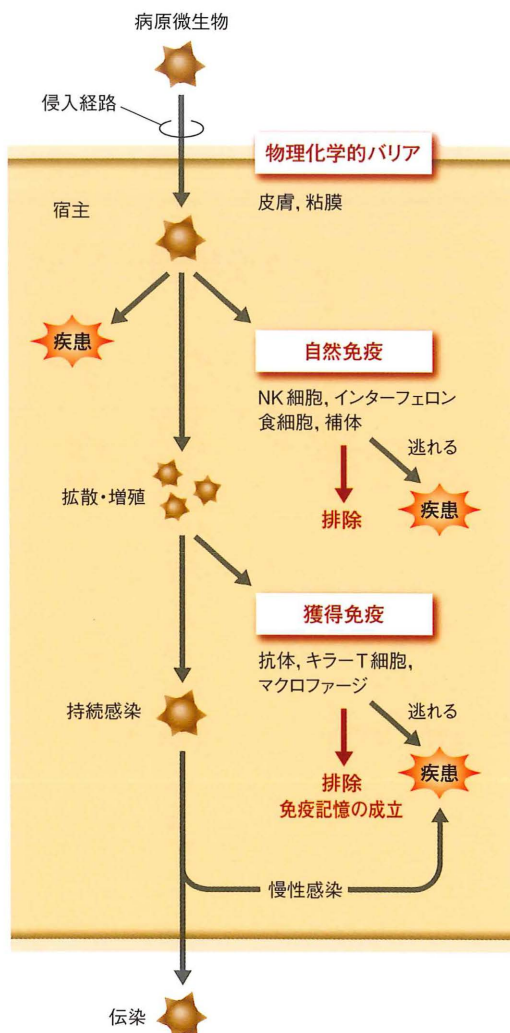 病原微生物
侵入経路
物理化学的バリア
宿主
皮膚, 粘膜
疾患
自然免疫
NK細胞, インターフェロン
食細胞, 補体
逃れる
拡散・増殖
排除
疾患
獲得免疫
抗体, キラーT細胞,
マクロファージ
持続感染
逃れる
疾患
排除
免疫記憶の成立
慢性感染
伝染